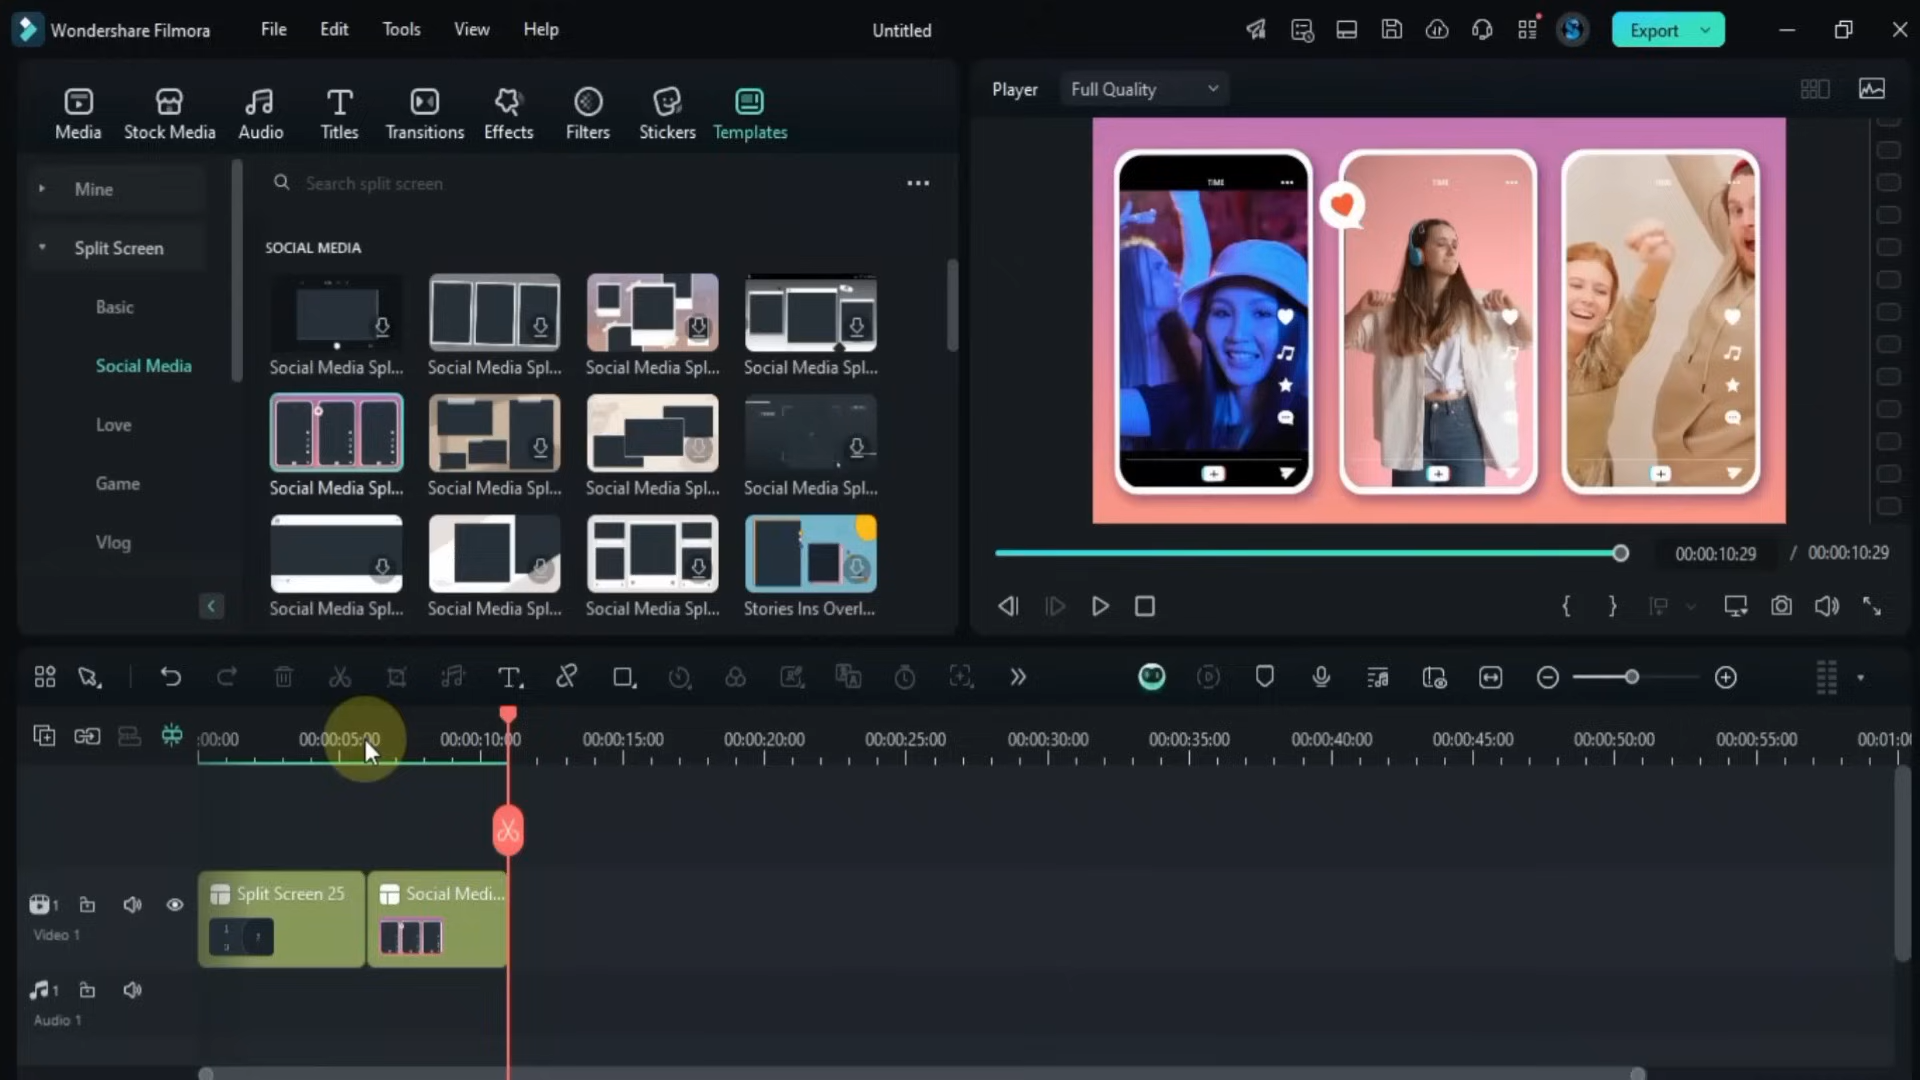 Wondershare Filmora File Edit Tools View Help Untitled Export
Media Stock Media Audio Titles Transitions Effects Filters Stickers Templates
Player Full Quality
Mine
Split Screen
Basic
Social Media
Love
Game
Vlog
Search split screen
SOCIAL MEDIA
Social Media Spl... Social Media Spl... Social Media Spl... Social Media Spl...
Social Media Spl... Social Media Spl... Social Media Spl... Social Media Spl...
Social Media Spl... Social Media Spl... Social Media Spl... Stories Ins Overl...
TIME TIME
00:00:10:29 / 00:00:10:29
:00:00 00:00:05:00 00:00:10:00 00:00:15:00 00:00:20:00 00:00:25:00 00:00:30:00 00:00:35:00 00:00:40:00 00:00:45:00 00:00:50:00 00:00:55:00 00:01:0
Split Screen 25 Social Medi...
1
Video 1
1
Audio 1